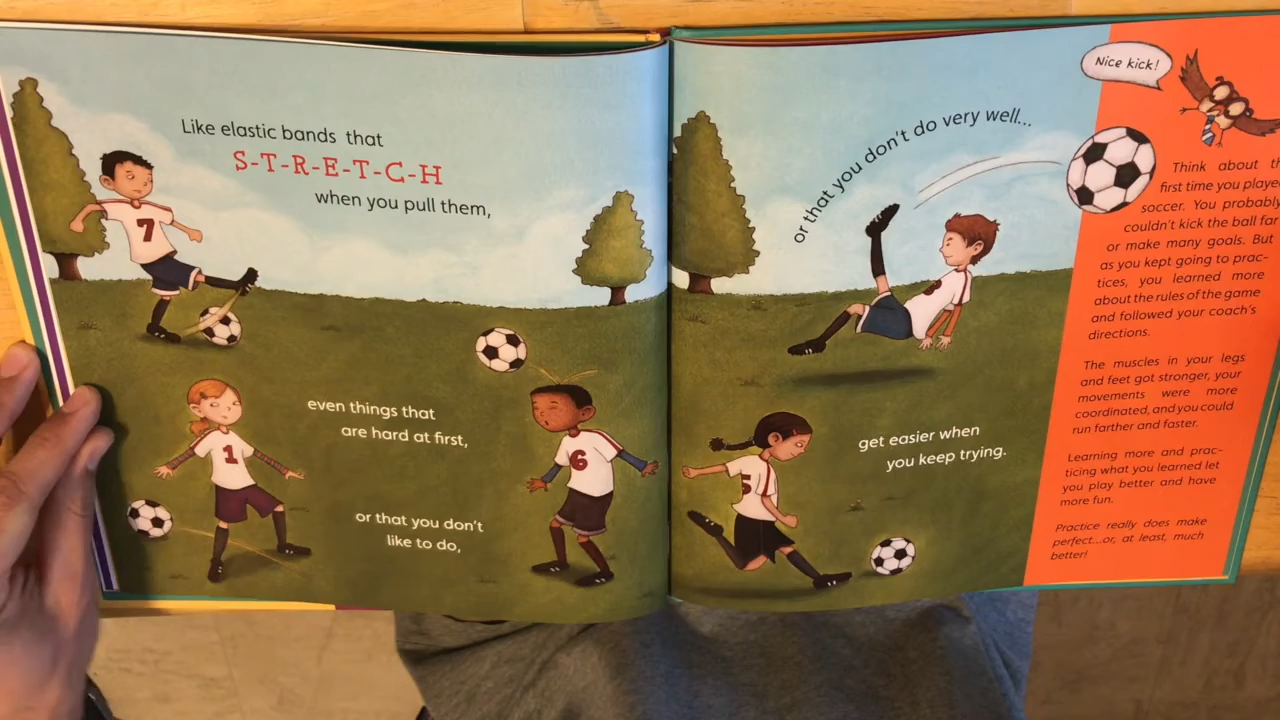 Like elastic bands that
S-T-R-E-T-C-H
when you pull them,
7
even things that
are hard at first,
1
6
or that you don't
like to do,
or that you don't do very well...
get easier when
you keep trying.
5
Nice kick!
Think about
first time you
soccer. You probably
couldn't kick the ball far
or make many goals. But
as you kept going to prac-
tices, you learned more
about the rules of the game
and followed your coach's
directions.
The muscles in your legs
and feet got stronger, your
movements were more
coordinated, and you could
run farther and faster.
Learning more and prac-
ticing what you learned let
you play better and have
more fun.
Practice really does make
perfect...or, at least, much
better!